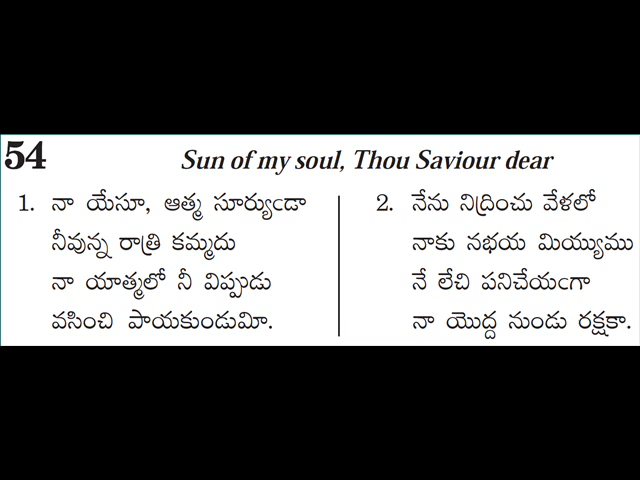 54 Sun of my soul, Thou Saviour dear
1. నా యేసూ, ఆత్మ సూర్యుఁడా
నీవున్న రాత్రి కమ్మదు
నా యాత్మలో నీ విప్పుడు
వసించి పాయకుండుమీ.
2. నేను నిద్రించు వేళలో
నాకు నభయ మియ్యుము
నే లేచి పనిచేయఁగా
నా యొద్ద నుండు రక్షకా.